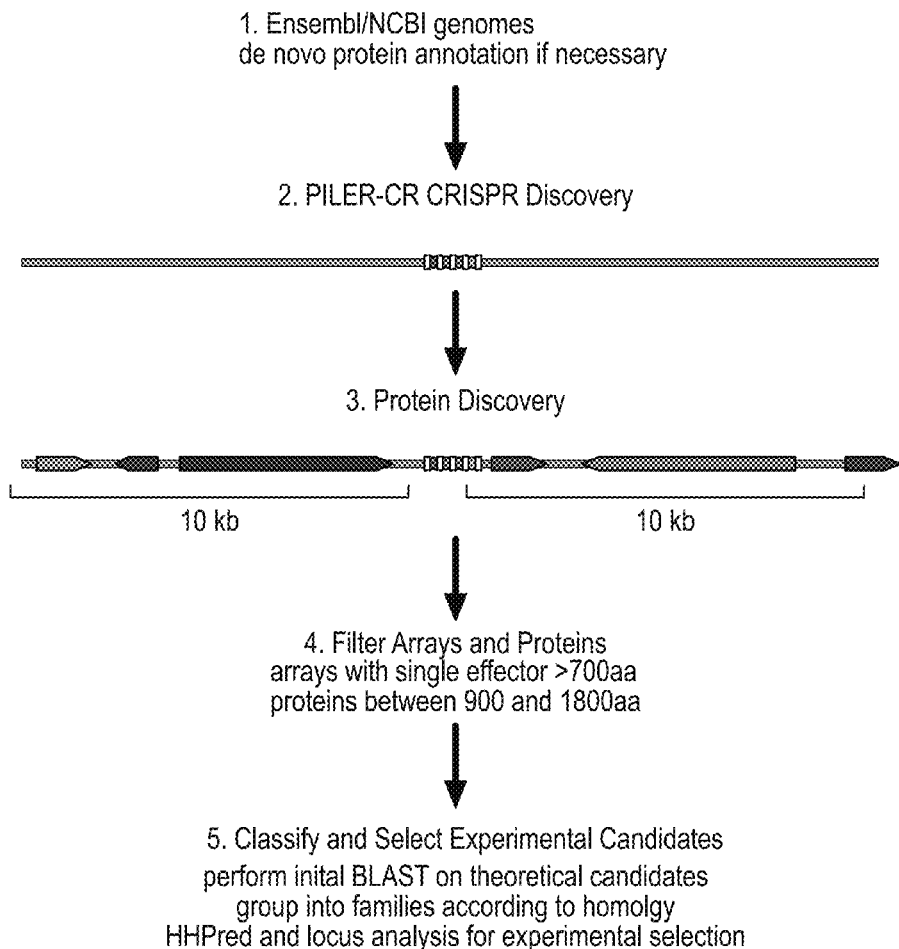 1. Ensembl/NCBI genomes
de novo protein annotation if necessary
2. PILER-CR CRISPR Discovery
3. Protein Discovery
10 kb
10 kb
4. Filter Arrays and Proteins
arrays with single effector >700aa
proteins between 900 and 1800aa
5. Classify and Select Experimental Candidates
perform inital BLAST on theoretical candidates
group into families according to homolgy
HHPred and locus analysis for experimental selection